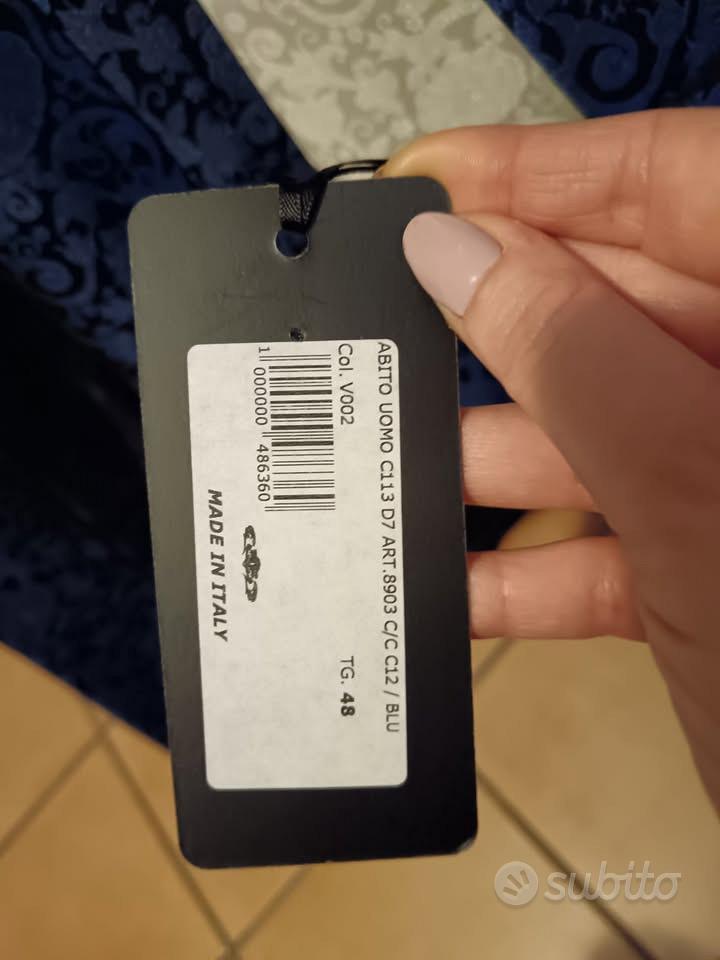 ABITO UOMO C113 D7 ART.8903 C/C C12 / BLU
Col. V002 TG. 48
1 000000 486360
MADE IN ITALY
subito